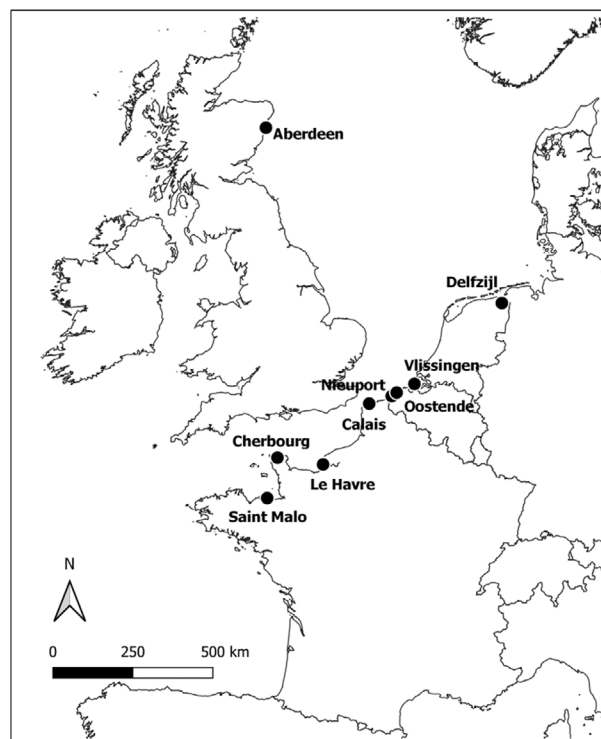 Aberdeen
Delfzijl
Vlissingen
Nieuport
Oostende
Calais
Cherbourg
Le Havre
Saint Malo
N
0 250 500 km